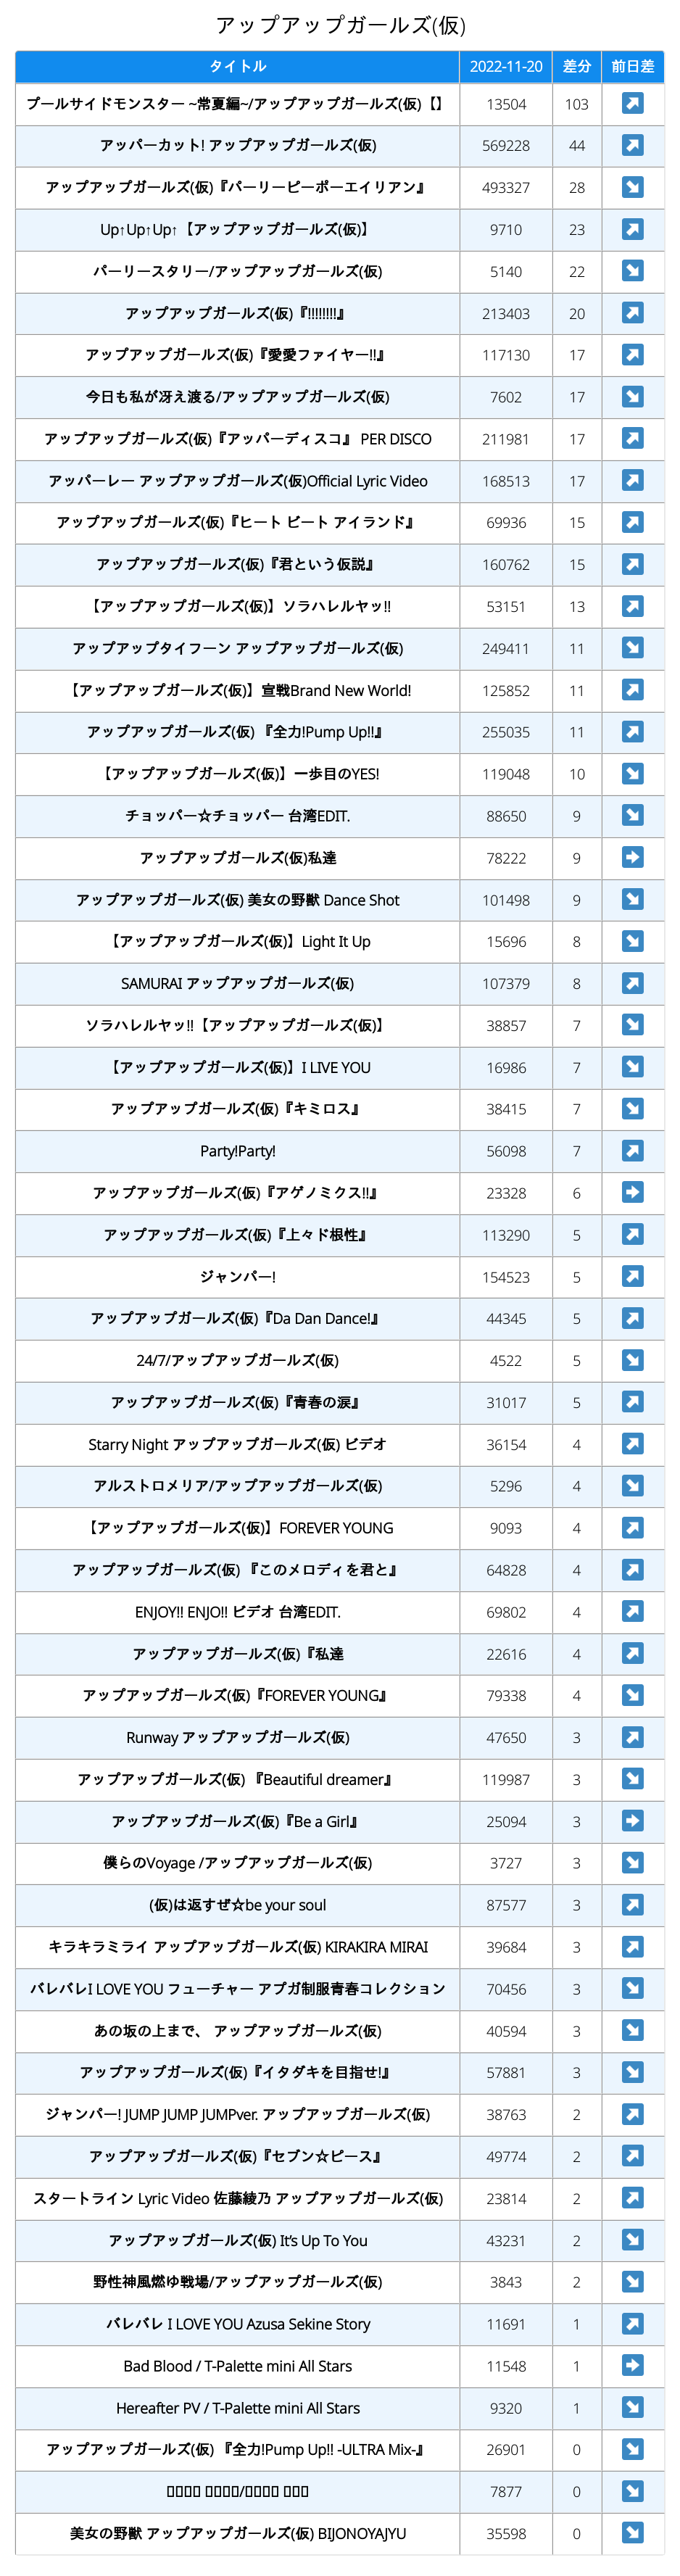 アップアップガールズ(仮)
タイトル 2022-11-20 差分 前日差
プールサイドモンスター ~常夏編~/アップアップガールズ(仮)【】 13504 103
アッパーカット! アップアップガールズ(仮) 569228 44
アップアップガールズ(仮)『パーリーピーポーエイリアン』 493327 28
Up↑Up↑Up↑【アップアップガールズ(仮)】 9710 23
パーリースタリー/アップアップガールズ(仮) 5140 22
アップアップガールズ(仮)『!!!!!!!!』 213403 20
アップアップガールズ(仮)『愛愛ファイヤー!!』 117130 17
今日も私が冴え渡る/アップアップガールズ(仮) 7602 17
アップアップガールズ(仮)『アッパーディスコ』 PER DISCO 211981 17
アッパーレー アップアップガールズ(仮)Official Lyric Video 168513 17
アップアップガールズ(仮)『ヒート ビート アイランド』 69936 15
アップアップガールズ(仮)『君という仮説』 160762 15
【アップアップガールズ(仮)】ソラハレルヤッ!! 53151 13
アップアップタイフーン アップアップガールズ(仮) 249411 11
【アップアップガールズ(仮)】宣戦Brand New World! 125852 11
アップアップガールズ(仮) 『全力!Pump Up!!』 255035 11
【アップアップガールズ(仮)】一歩目のYES! 119048 10
チョッパー☆チョッパー 台湾EDIT. 88650 9
アップアップガールズ(仮)私達 78222 9
アップアップガールズ(仮) 美女の野獣 Dance Shot 101498 9
【アップアップガールズ(仮)】Light It Up 15696 8
SAMURAI アップアップガールズ(仮) 107379 8
ソラハレルヤッ!!【アップアップガールズ(仮)】 38857 7
【アップアップガールズ(仮)】I LIVE YOU 16986 7
アップアップガールズ(仮)『キミロス』 38415 7
Party!Party! 56098 7
アップアップガールズ(仮)『アゲノミクス!!』 23328 6
アップアップガールズ(仮)『上々ド根性』 113290 5
ジャンパー! 154523 5
アップアップガールズ(仮)『Da Dan Dance!』 44345 5
24/7/アップアップガールズ(仮) 4522 5
アップアップガールズ(仮)『青春の涙』 31017 5
Starry Night アップアップガールズ(仮) ビデオ 36154 4
アルストロメリア/アップアップガールズ(仮) 5296 4
【アップアップガールズ(仮)】FOREVER YOUNG 9093 4
アップアップガールズ(仮) 『このメロディを君と』 64828 4
ENJOY!! ENJO!! ビデオ 台湾EDIT. 69802 4
アップアップガールズ(仮)『私達 22616 4
アップアップガールズ(仮)『FOREVER YOUNG』 79338 4
Runway アップアップガールズ(仮) 47650 3
アップアップガールズ(仮) 『Beautiful dreamer』 119987 3
アップアップガールズ(仮)『Be a Girl』 25094 3
僕らのVoyage /アップアップガールズ(仮) 3727 3
(仮)は返すぜ☆be your soul 87577 3
キラキラミライ アップアップガールズ(仮) KIRAKIRA MIRAI 39684 3
バレバレI LOVE YOU フューチャー アプガ制服青春コレクション 70456 3
あの坂の上まで、 アップアップガールズ(仮) 40594 3
アップアップガールズ(仮)『イタダキを目指せ!』 57881 3
ジャンパー! JUMP JUMP JUMPver. アップアップガールズ(仮) 38763 2
アップアップガールズ(仮)『セブン☆ピース』 49774 2
スタートライン Lyric Video 佐藤綾乃 アップアップガールズ(仮) 23814 2
アップアップガールズ(仮) It's Up To You 43231 2
野性神風燃ゆ戦場/アップアップガールズ(仮) 3843 2
バレバレ I LOVE YOU Azusa Sekine Story 11691 1
Bad Blood / T-Palette mini All Stars 11548 1
Hereafter PV / T-Palette mini All Stars 9320 1
アップアップガールズ(仮) 『全力!Pump Up!! -ULTRA Mix-』 26901 0
7877 0
美女の野獣 アップアップガールズ(仮) BIJONOYAJYU 35598 0